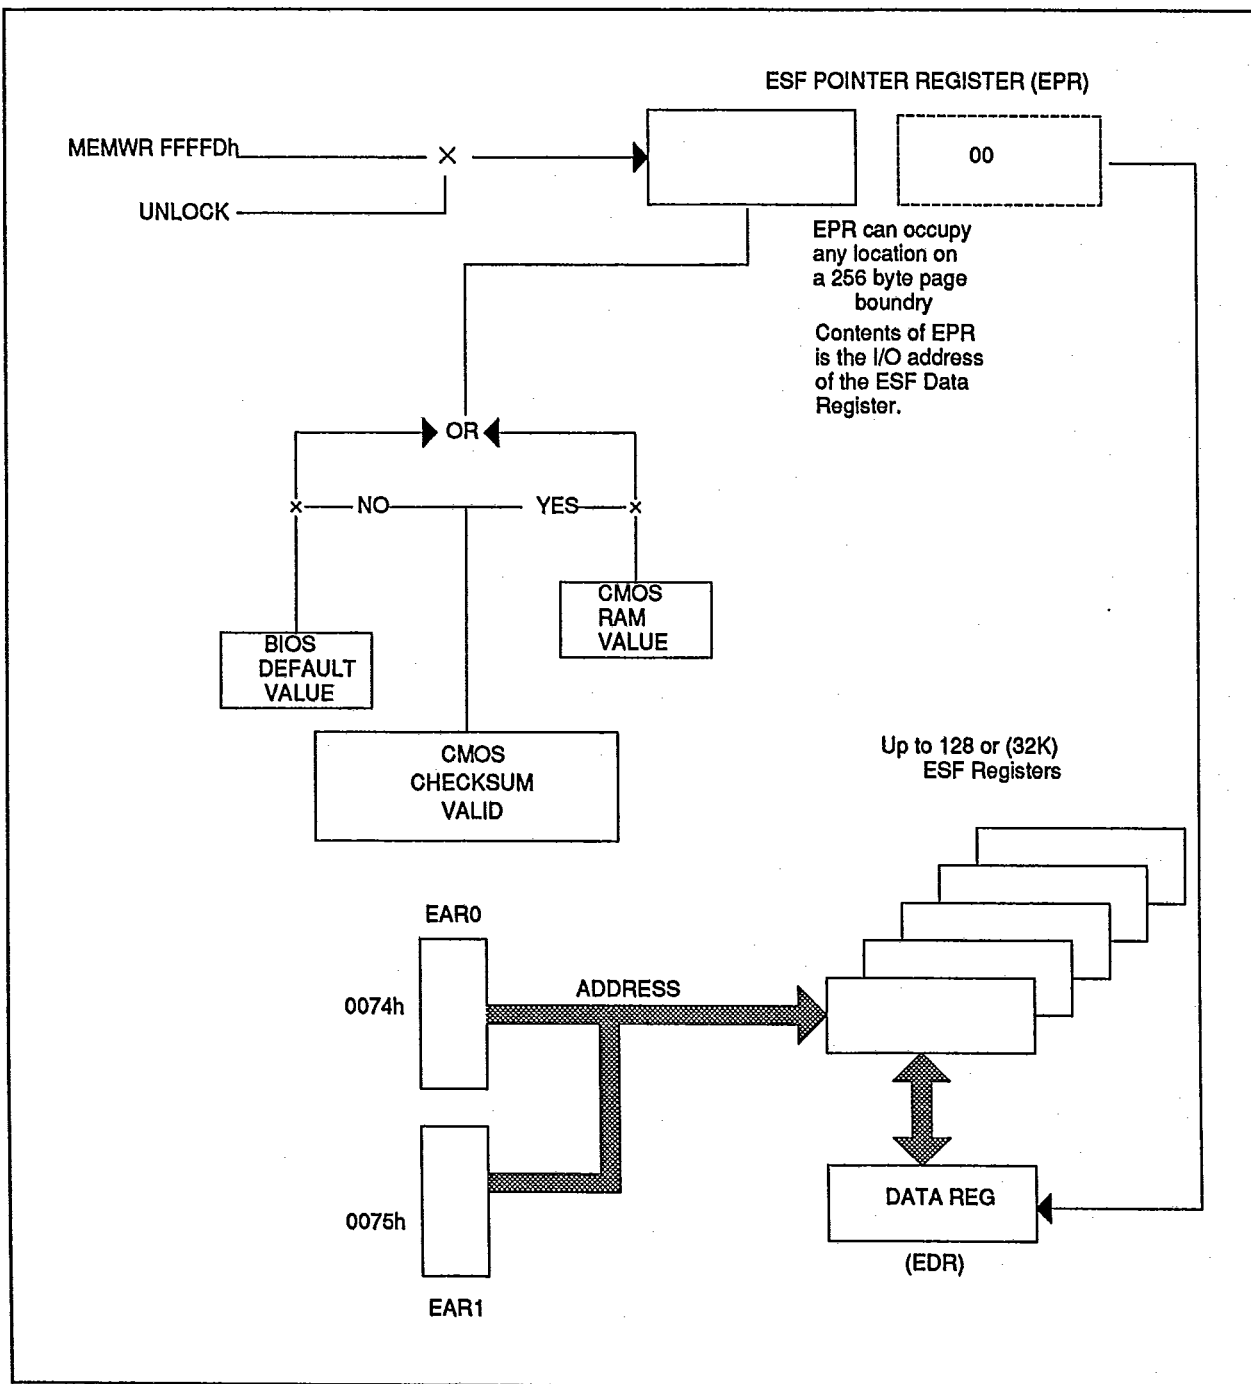 ESF POINTER REGISTER (EPR)
MEMWR FFFFDh
×
00
UNLOCK
EPR can occupy
any location on
a 256 byte page
boundry
Contents of EPR
is the I/O address
of the ESF Data
Register.
OR
×
NO
YES
×
CMOS
RAM
VALUE
BIOS
DEFAULT
VALUE
CMOS
CHECKSUM
VALID
Up to 128 or (32K)
ESF Registers
EAR0
ADDRESS
0074h
DATA REG
0075h
(EDR)
EAR1